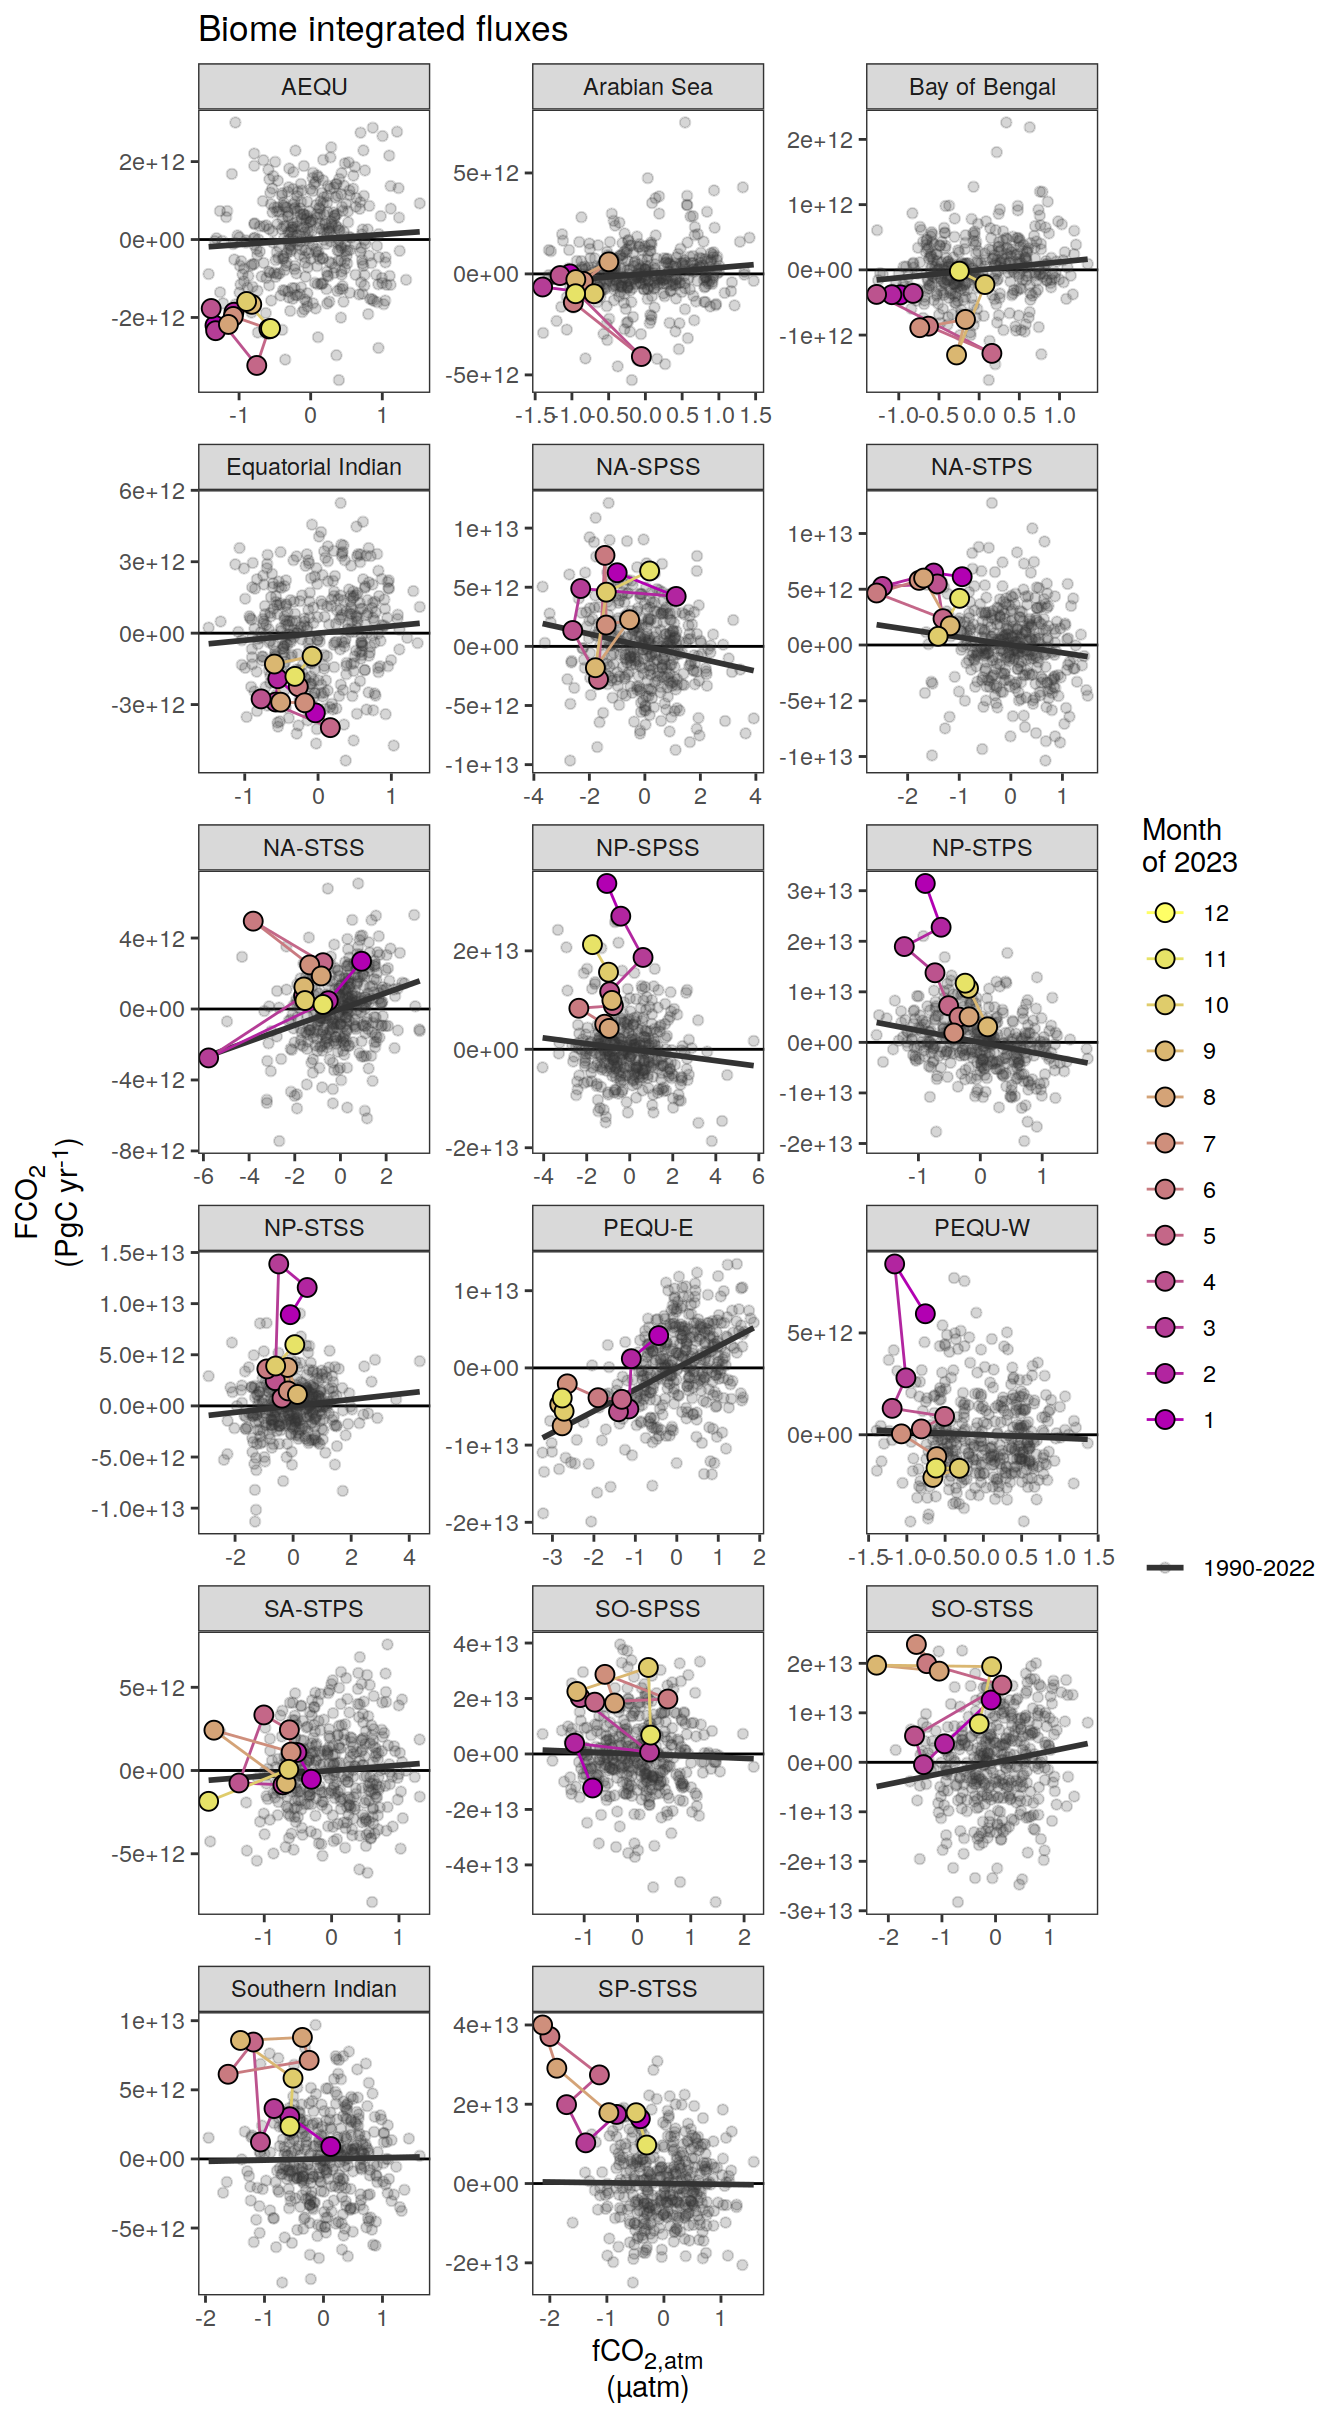 Biome integrated fluxes
AEQU
Arabian Sea
Bay of Bengal
2e+12
0e+00
-2e+12
5e+12
0e+00
-5e+12
2e+12
1e+12
0e+00
-1e+12
-1 0 1
-1.5 -1.0 -0.5 0.0 0.5 1.0 1.5
-1.0 -0.5 0.0 0.5 1.0
Equatorial Indian
NA-SPSS
NA-STPS
6e+12
3e+12
0e+00
-3e+12
1e+13
5e+12
0e+00
-5e+12
-1e+13
1e+13
5e+12
0e+00
-5e+12
-1e+13
-1 0 1
-4 -2 0 2 4
-2 -1 0 1
NA-STSS
NP-SPSS
NP-STPS
4e+12
0e+00
-4e+12
-8e+12
2e+13
0e+00
-2e+13
3e+13
2e+13
1e+13
0e+00
-1e+13
-2e+13
-6 -4 -2 0 2
-4 -2 0 2 4 6
-1 0 1
NP-STSS
PEQU-E
PEQU-W
1.5e+13
1.0e+13
5.0e+12
0.0e+00
-5.0e+12
-1.0e+13
1e+13
0e+00
-1e+13
-2e+13
5e+12
0e+00
-2 0 2 4
-3 -2 -1 0 1 2
-1.5 -1.0 -0.5 0.0 0.5 1.0 1.5
SA-STPS
SO-SPSS
SO-STSS
5e+12
0e+00
-5e+12
4e+13
2e+13
0e+00
-2e+13
-4e+13
2e+13
1e+13
0e+00
-1e+13
-2e+13
-3e+13
-1 0 1
-1 0 1 2
-2 -1 0 1
Southern Indian
SP-STSS
1e+13
5e+12
0e+00
-5e+12
4e+13
2e+13
0e+00
-2e+13
-2 -1 0 1
-2 -1 0 1
FCO₂
(PgC yr⁻¹)
fCO₂,atm
(µatm)
Month
of 2023
12
11
10
9
8
7
6
5
4
3
2
1
1990-2022